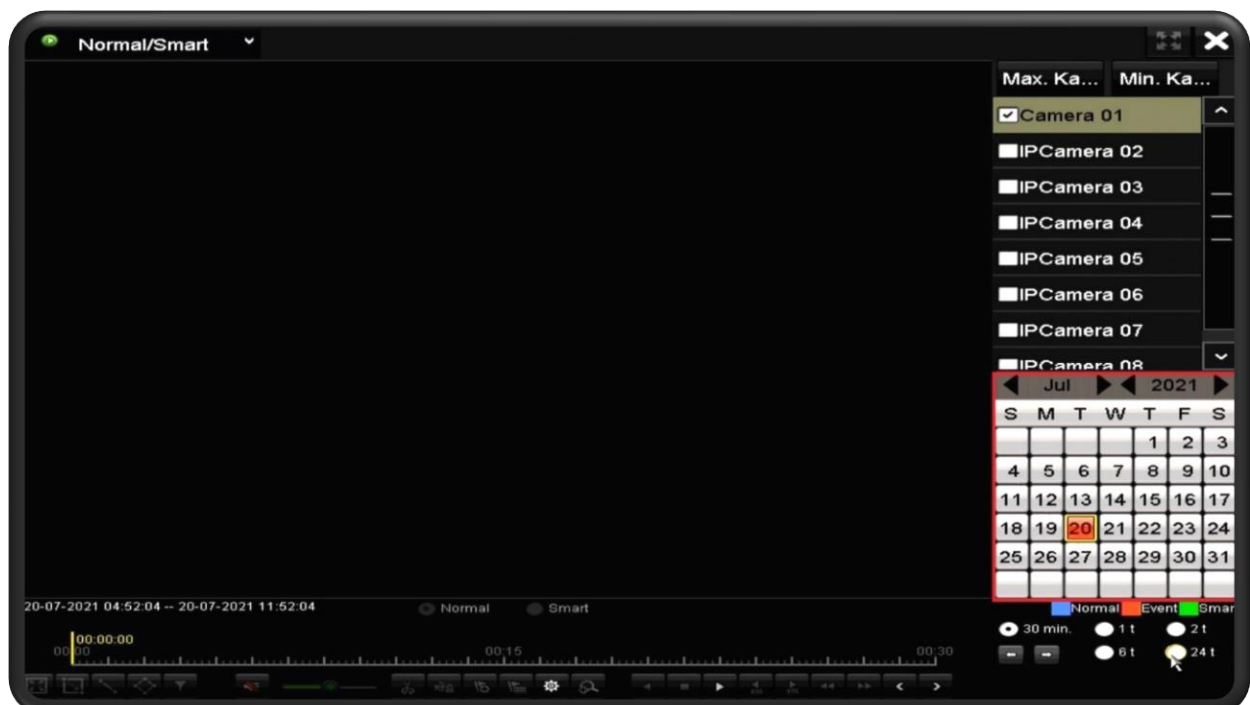 Normal/Smart
Max. Ka... Min. Ka...
Camera 01
IPCamera 02
IPCamera 03
IPCamera 04
IPCamera 05
IPCamera 06
IPCamera 07
IPCamera 08
Jul 2021
S M T W T F S
1 2 3
4 5 6 7 8 9 10
11 12 13 14 15 16 17
18 19 20 21 22 23 24
25 26 27 28 29 30 31
20-07-2021 04:52:04 -- 20-07-2021 11:52:04 Normal Smart
Normal Event Smar
30 min. 1 t 2 t
6 t 24 t
00:00:00
00:00 00:15 00:30